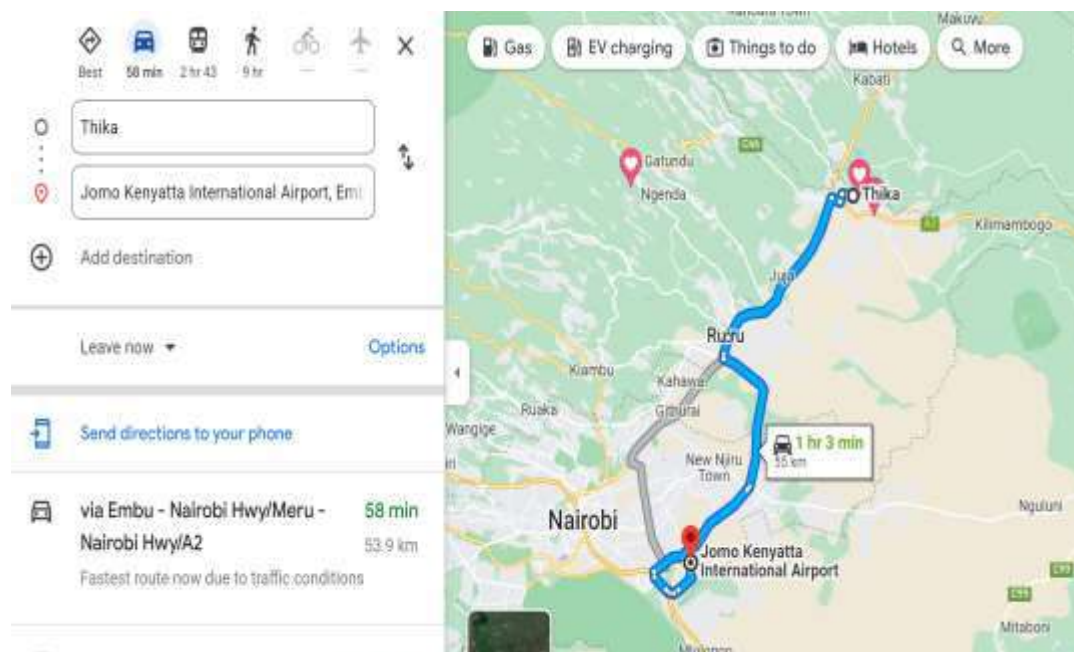 Best
58 min
2 hr 43
9 hr
Thika
Jomo Kenyatta International Airport, Em
Add destination
Leave now
Options
Send directions to your phone
via Embu - Nairobi Hwy/Meru -
Nairobi Hwy/A2
58 min
53.9 km
Fastest route now due to traffic conditions
Gas
EV charging
Things to do
Hotels
More
Makuyu
Kabati
Gatundu
Ngenda
Thika
Kilimambogo
Juja
Ruiru
Kiambu
Kahawa
Ruaka
Githurai
Wangige
1 hr 3 min
55 km
New Njiru
Town
Nguluni
Nairobi
Jomo Kenyatta
International Airport
C99
C99
Mitaboni